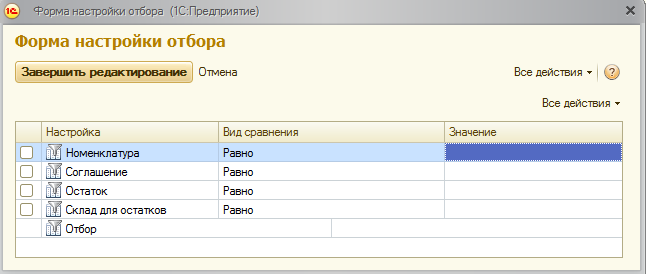 Форма настройки отбора (1С:Предприятие)
Форма настройки отбора
Завершить редактирование Отмена Все действия ?
Все действия
Настройка Вид сравнения Значение
Номенклатура Равно
Соглашение Равно
Остаток Равно
Склад для остатков Равно
Отбор